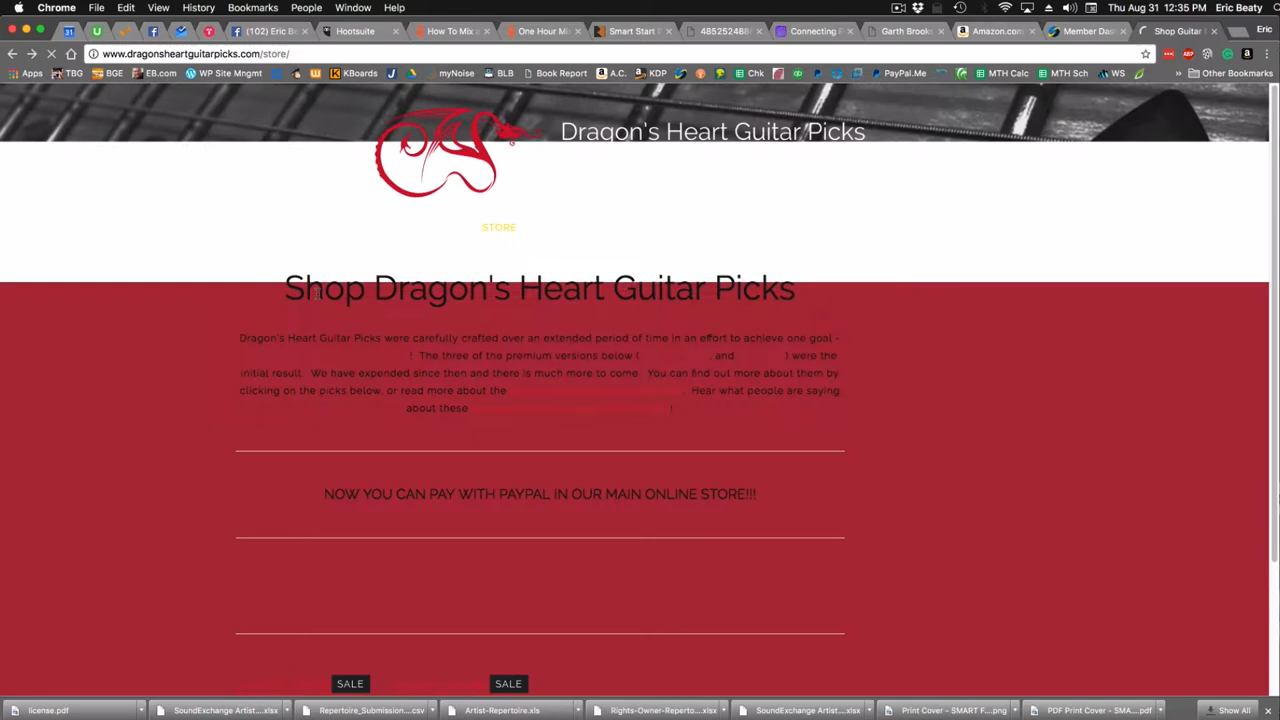 Chrome File Edit View History Bookmarks People Window Help Thu Aug 31 12:35 PM Eric Beaty
(102) Eric Be Hootsuite How To Mix a One Hour Mi Smart Start F 4852524886 Connecting F Garth Brooks Amazon.com Member Das Shop Guitar Eric
www.dragonsheartguitarpicks.com/store/
Apps TBG BGE EB.com WP Site Mngmt KBoards myNoise BLB Book Report A.C. KDP Chk PayPal.Me MTH Calc MTH Sch WS » Other Bookmarks
Dragon's Heart Guitar Picks
STORE
Shop Dragon's Heart Guitar Picks
Dragon's Heart Guitar Picks were carefully crafted over an extended period of time in an effort to achieve one goal -
! The three of the premium versions below ( , and ) were the
initial result. We have expended since then and there is much more to come. You can find out more about them by
clicking on the picks below, or read more about the . Hear what people are saying
about these !
NOW YOU CAN PAY WITH PAYPAL IN OUR MAIN ONLINE STORE!!!
SALE SALE
license.pdf SoundExchange Artist....xlsx Repertoire_Submission....csv Artist-Repertoire.xls Rights-Owner-Reperto....xlsx SoundExchange Artist....xlsx Print Cover - SMART F....png PDF Print Cover - SMA....pdf Show All